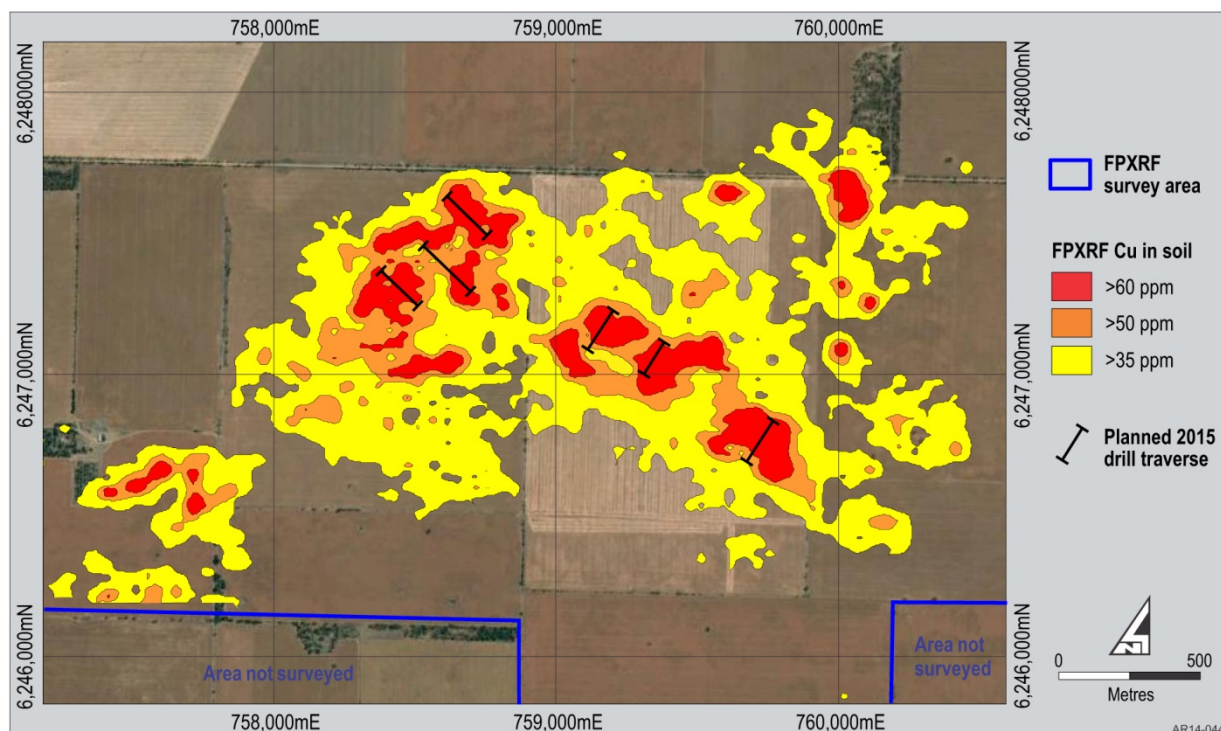 758,000mE
759,000mE
760,000mE
6,248000mN
6,248000mN
6,247,000mN
6,247,000mN
6,246,000mN
6,246,000mN
FPXRF
survey area
FPXRF Cu in soil
>60 ppm
>50 ppm
>35 ppm
Planned 2015
drill traverse
Area not surveyed
Area not
surveyed
N
0
500
Metres
758,000mE
759,000mE
760,000mE
AR14-044